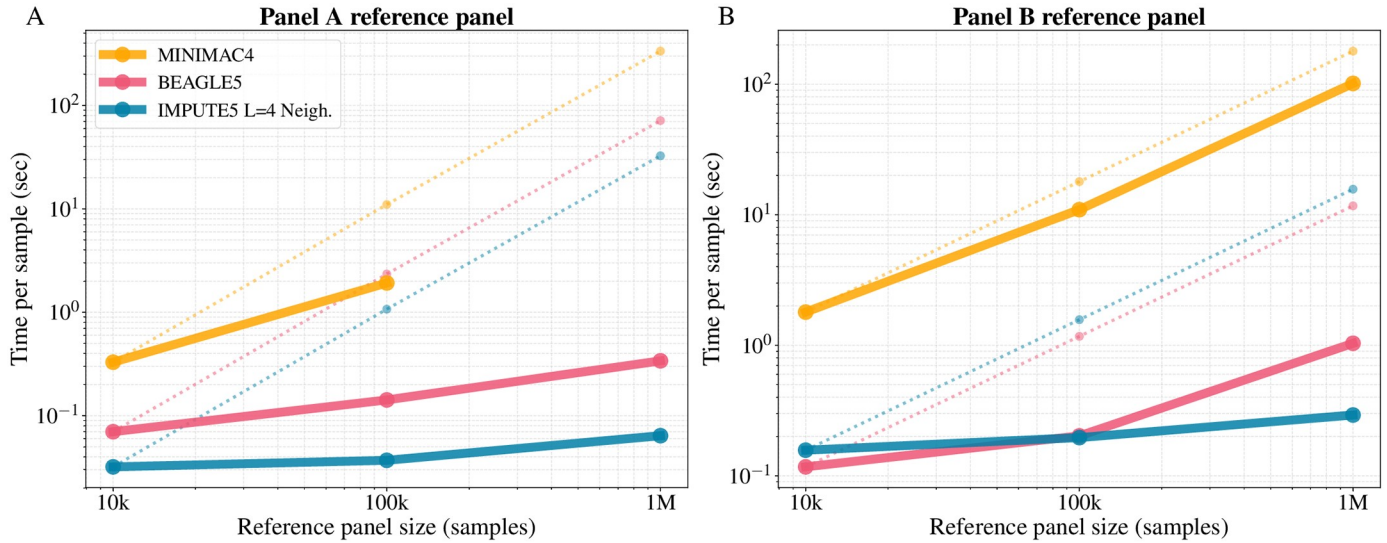 A
Panel A reference panel
MINIMAC4
BEAGLE5
IMPUTE5 L=4 Neigh.
Time per sample (sec)
10²
10¹
10⁰
10⁻¹
10k
100k
1M
Reference panel size (samples)
B
Panel B reference panel
Time per sample (sec)
10²
10¹
10⁰
10⁻¹
10k
100k
1M
Reference panel size (samples)